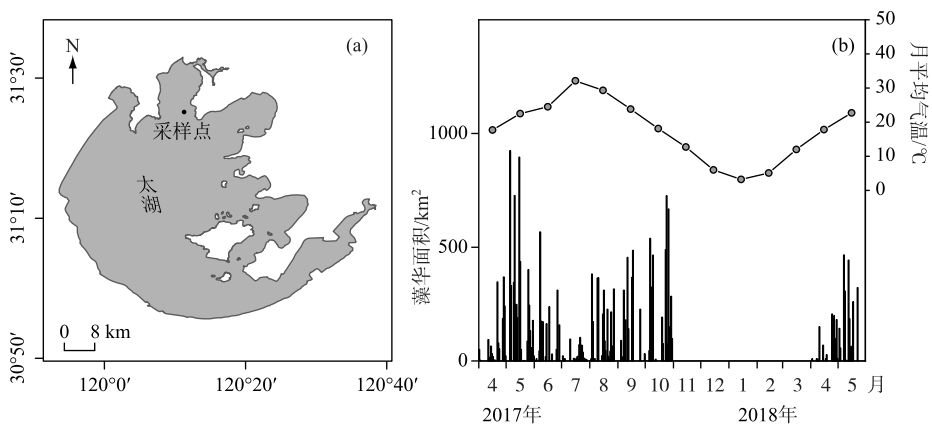 (a)
N
31°30′
31°10′
30°50′
采样点
太湖
0 8 km
120°0′ 120°20′ 120°40′
(b)
藻华面积/km²
1000
500
0
月平均气温/℃
50
40
30
20
10
0
4 5 6 7 8 9 10 11 12 1 2 3 4 5 月
2017年 2018年